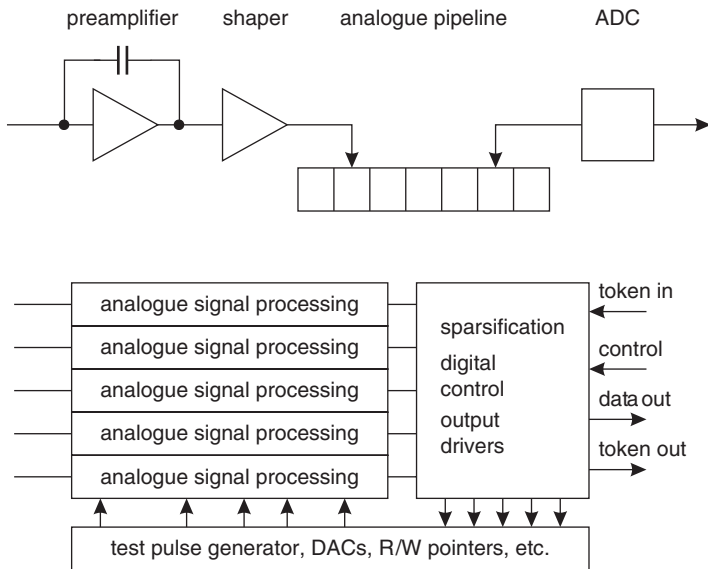 preamplifier shaper analogue pipeline ADC
analogue signal processing
analogue signal processing
analogue signal processing
analogue signal processing
analogue signal processing
sparsification
digital
control
output
drivers
token in
control
data out
token out
test pulse generator, DACs, R/W pointers, etc.